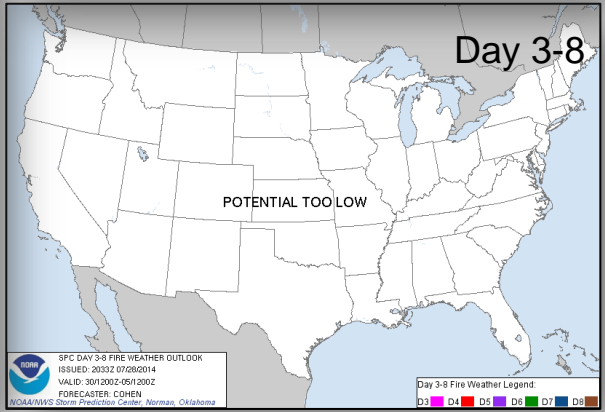 Day 3-8
POTENTIAL TOO LOW
NOAA
SPC DAY 3-8 FIRE WEATHER OUTLOOK
ISSUED: 2033Z 07/28/2014
VALID: 30/1200Z-05/1200Z
FORECASTER: COHEN
NOAA/NWS Storm Prediction Center, Norman, Oklahoma
Day 3-8 Fire Weather Legend:
D3 D4 D5 D6 D7 D8